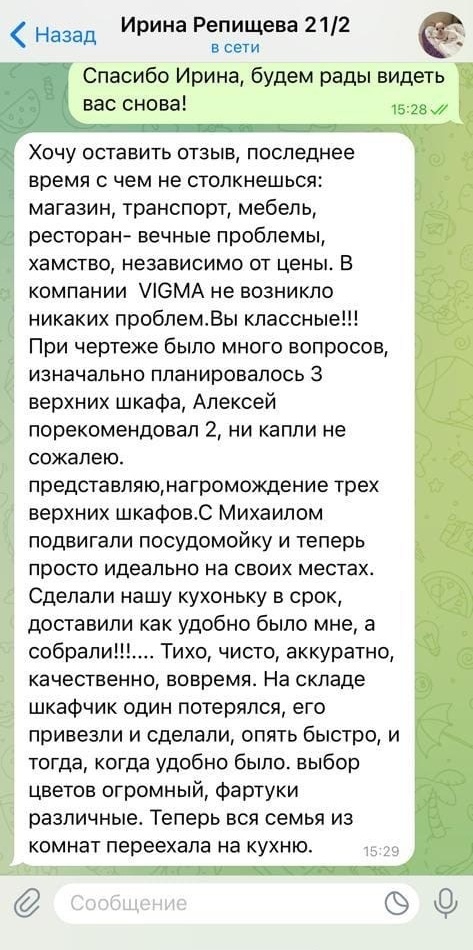 Назад
Ирина Репищева 21/2
в сети
Спасибо Ирина, будем рады видеть
вас снова!
15:28
Хочу оставить отзыв, последнее
время с чем не столкнешься:
магазин, транспорт, мебель,
ресторан- вечные проблемы,
хамство, независимо от цены. В
компании VIGMA не возникло
никаких проблем.Вы классные!!!
При чертеже было много вопросов,
изначально планировалось 3
верхних шкафа, Алексей
порекомендовал 2, ни капли не
сожалею.
представляю,нагромождение трех
верхних шкафов.С Михаилом
подвигали посудомойку и теперь
просто идеально на своих местах.
Сделали нашу кухоньку в срок,
доставили как удобно было мне, а
собрали!!!.... Тихо, чисто, аккуратно,
качественно, вовремя. На складе
шкафчик один потерялся, его
привезли и сделали, опять быстро, и
тогда, когда удобно было. выбор
цветов огромный, фартуки
различные. Теперь вся семья из
комнат переехала на кухню.
15:29
Сообщение